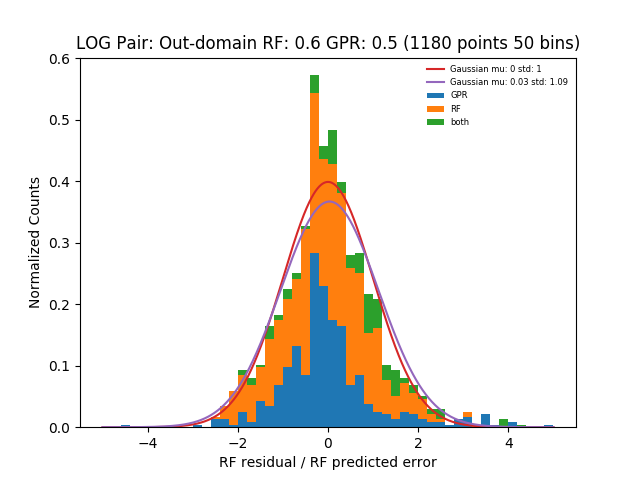 LOG Pair: Out-domain RF: 0.6 GPR: 0.5 (1180 points 50 bins)
Gaussian mu: 0 std: 1
Gaussian mu: 0.03 std: 1.09
GPR
RF
both
Normalized Counts
0.6
0.5
0.4
0.3
0.2
0.1
0.0
−4 −2 0 2 4
RF residual / RF predicted error